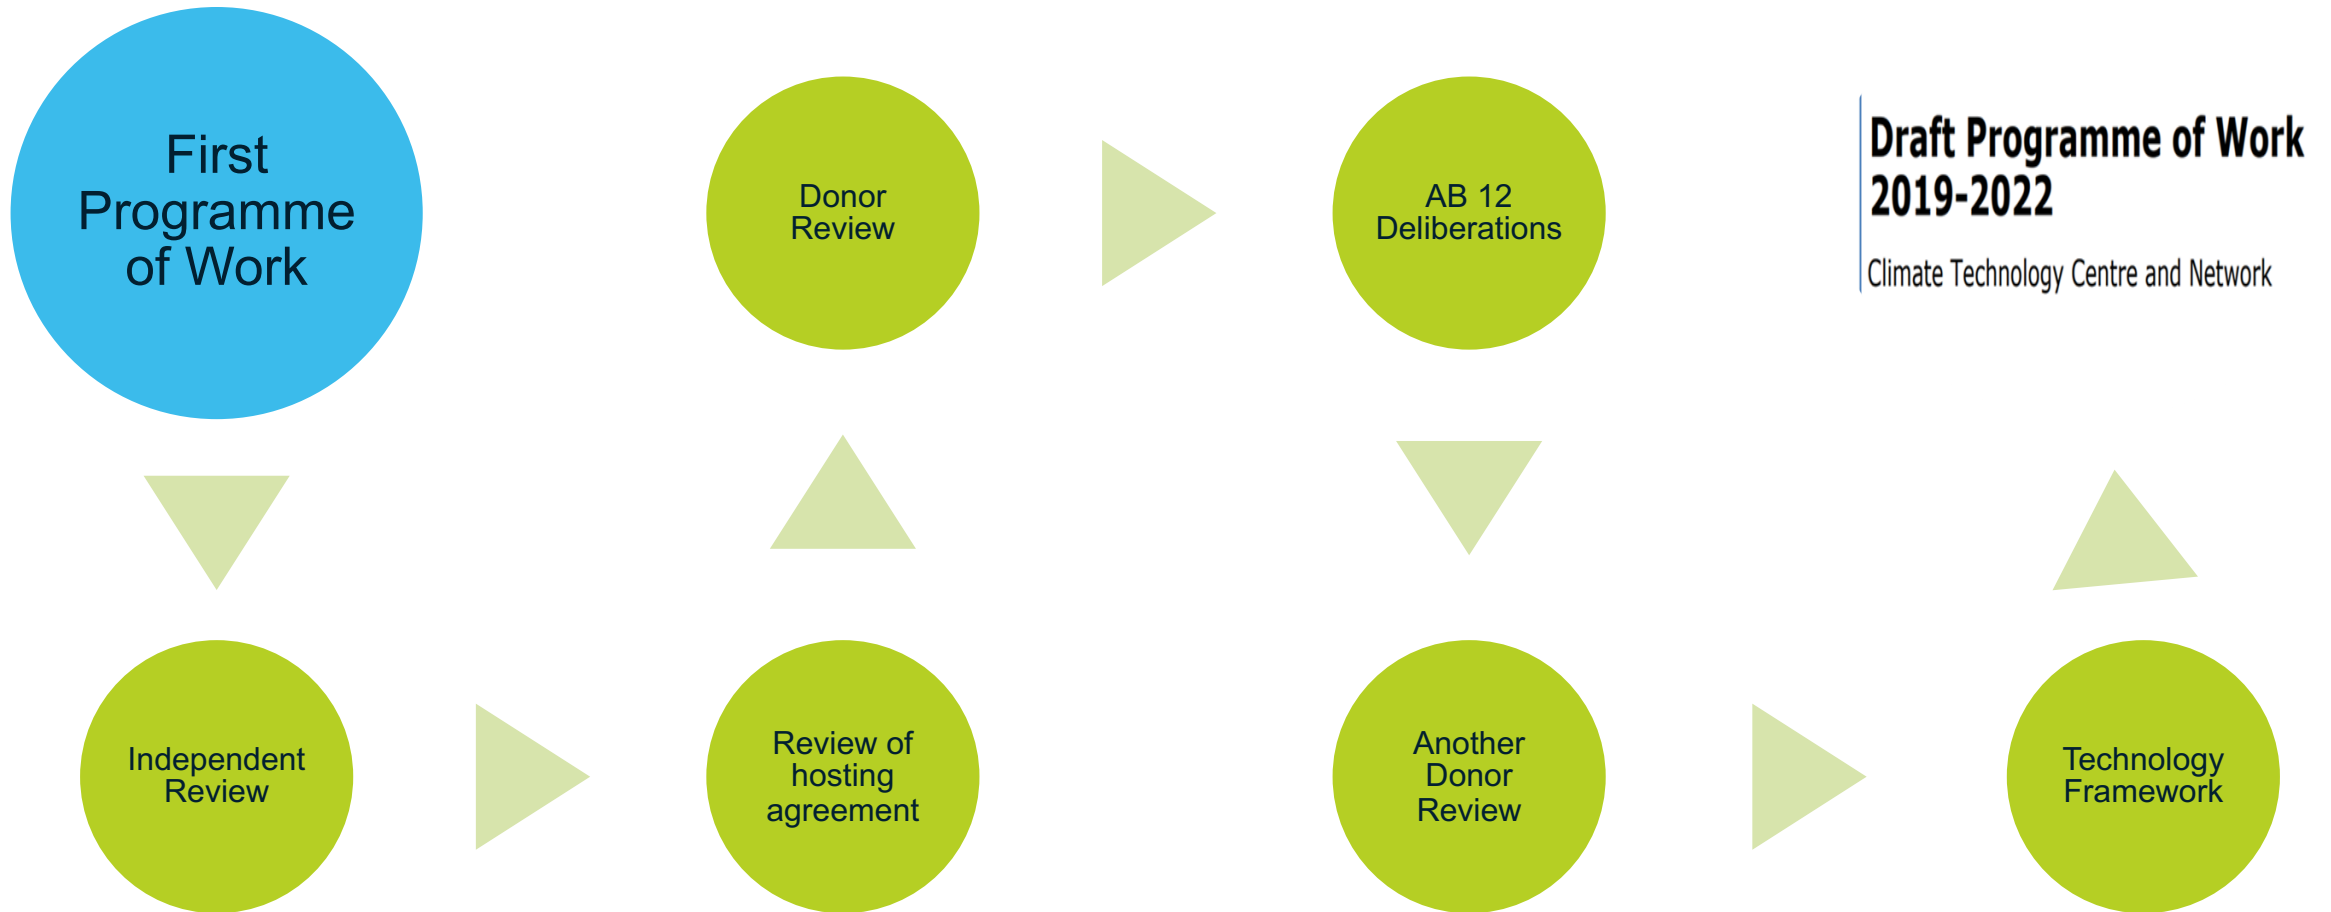 First
Programme
of Work
Independent
Review
Review of
hosting
agreement
Donor
Review
AB 12
Deliberations
Another
Donor
Review
Technology
Framework
Draft Programme of Work
2019-2022
Climate Technology Centre and Network